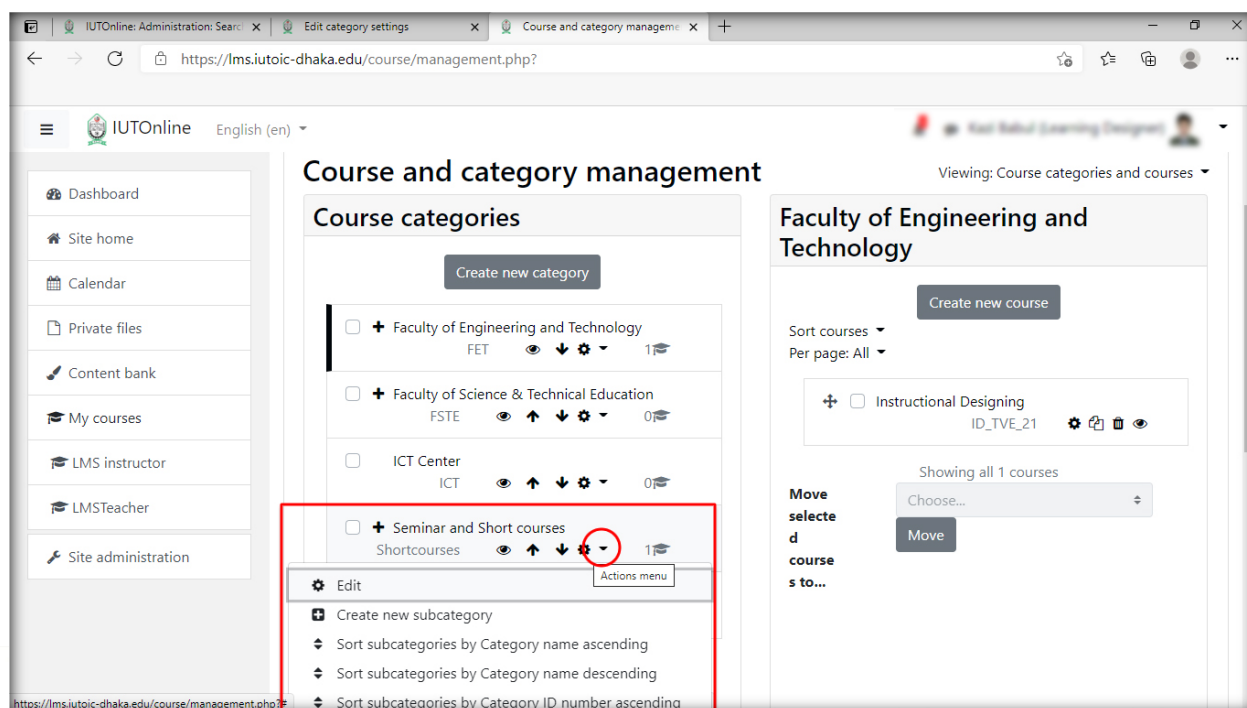 IUTOnline: Administration: Searc
Edit category settings
Course and category manageme
https://lms.iutoic-dhaka.edu/course/management.php?
IUTOnline
English (en)
Kazi Babul (Learning Designer)
Dashboard
Site home
Calendar
Private files
Content bank
My courses
LMS instructor
LMSTeacher
Site administration
Course and category management
Viewing: Course categories and courses
Course categories
Create new category
Faculty of Engineering and Technology
FET 1
Faculty of Science & Technical Education
FSTE 0
ICT Center
ICT 0
Seminar and Short courses
Shortcourses 1
Actions menu
Edit
Create new subcategory
Sort subcategories by Category name ascending
Sort subcategories by Category name descending
Sort subcategories by Category ID number ascending
Faculty of Engineering and
Technology
Create new course
Sort courses
Per page: All
Instructional Designing
ID_TVE_21
Showing all 1 courses
Move
selecte
d
course
s to...
Choose...
Move
https://lms.iutoic-dhaka.edu/course/management.php?#